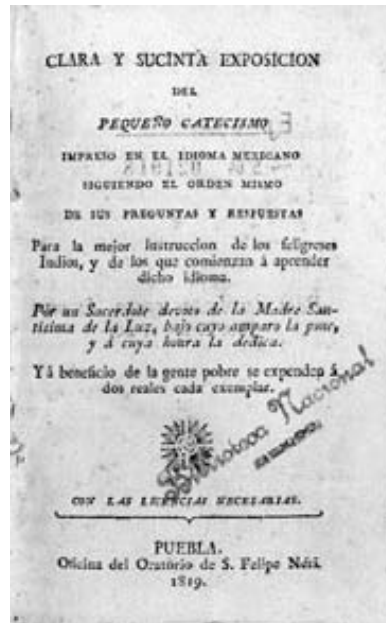 CLARA Y SUCINTA EXPOSICION
DEL
PEQUEÑO CATECISMO
IMPRESO EN EL IDIOMA MEXICANO
SIGUIENDO EL ORDEN MISMO
DE SUS PREGUNTAS Y RESPUESTAS
Para la mejor instruccion de los feligreses
Indios, y de los que comienzan á aprender
dicho idioma.
Por un Sacerdote devoto de la Madre San-
tísima de la Luz, bajo cuyo amparo la pone,
y á cuya honra la dedica.
Y á beneficio de la gente pobre se expenden á
dos reales cada exemplar.
Biblioteca Nacional
CON LAS LICENCIAS NECESARIAS.
PUEBLA.
Oficina del Oratorio de S. Felipe Neri.
1819.